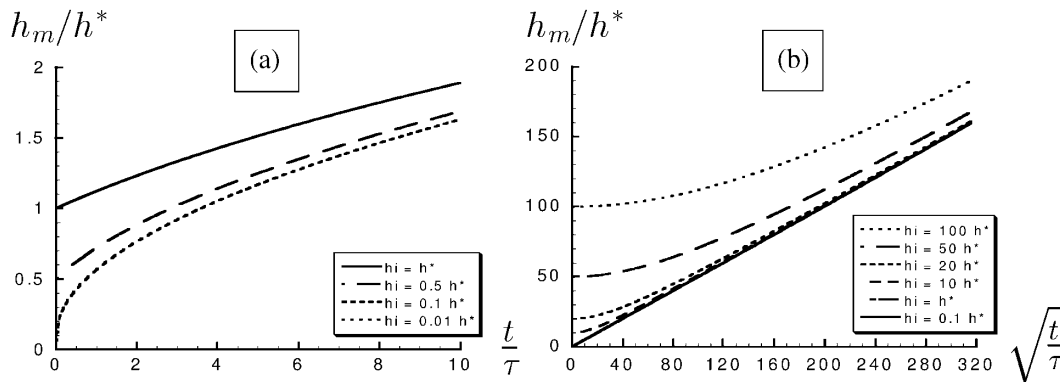 h_m/h*
(a)
2
1.5
1
0.5
0
0 2 4 6 8 10
t/τ
hi = h*
hi = 0.5 h*
hi = 0.1 h*
hi = 0.01 h*
h_m/h*
(b)
200
150
100
50
0
0 40 80 120 160 200 240 280 320
√t/τ
hi = 100 h*
hi = 50 h*
hi = 20 h*
hi = 10 h*
hi = h*
hi = 0.1 h*